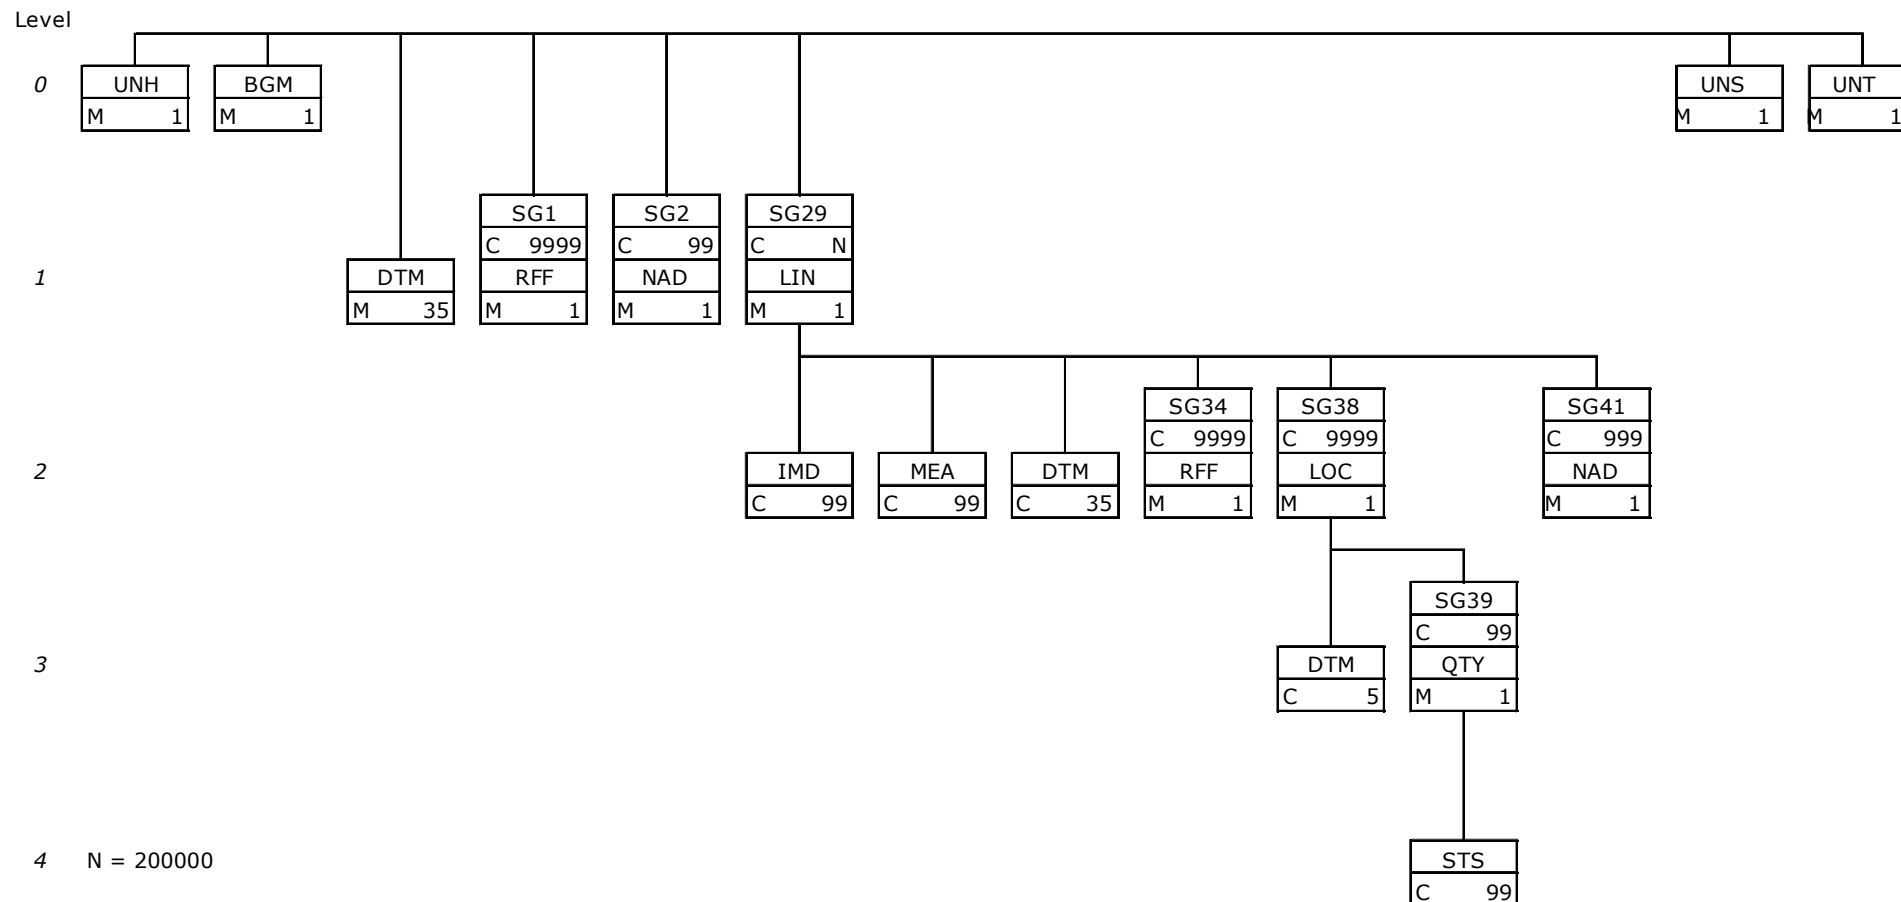 Level
0 UNH BGM UNS UNT
M 1 M 1 M 1 M 1
SG1 SG2 SG29
C 9999 C 99 C N
1 DTM RFF NAD LIN
M 35 M 1 M 1 M 1
SG34 SG38 SG41
C 9999 C 9999 C 999
2 IMD MEA DTM RFF LOC NAD
C 99 C 99 C 35 M 1 M 1 M 1
SG39
C 99
3 DTM QTY
C 5 M 1
4 N = 200000 STS
C 99